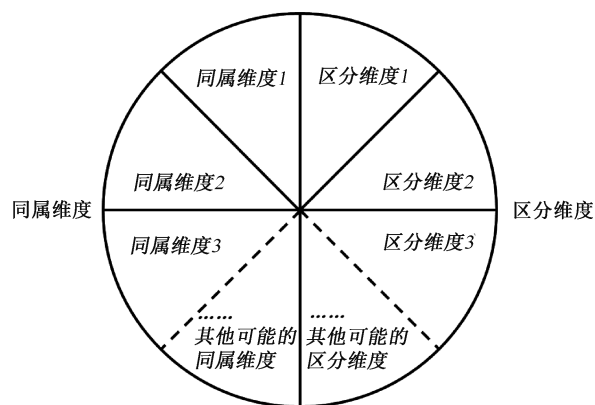 同属维度1
区分维度1
同属维度2
区分维度2
同属维度
区分维度
同属维度3
区分维度3
……
其他可能的
同属维度
……
其他可能的
区分维度